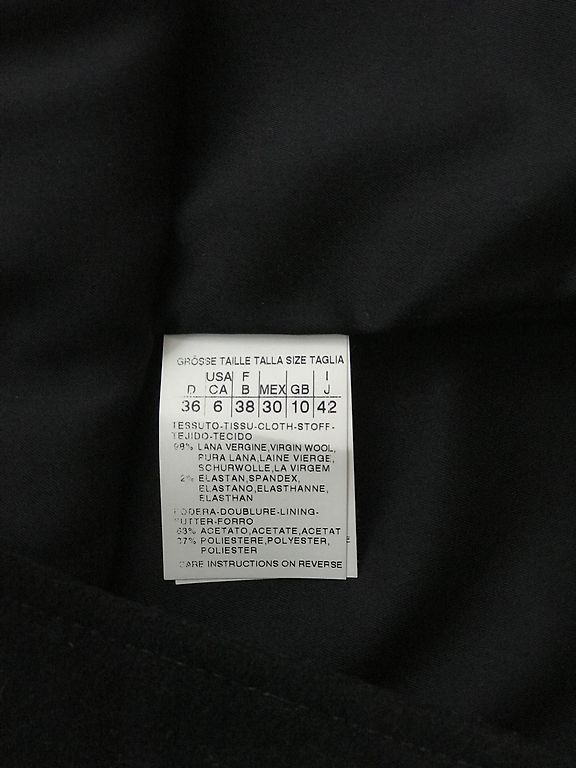 GRÖSSE TAILLE TALLA SIZE TAGLIA
USA F I
D CA B MEX GB J
36 6 38 30 10 42
TESSUTO-TISSU-CLOTH-STOFF-
TEJIDO-TECIDO
98% LANA VERGINE,VIRGIN WOOL,
PURA LANA,LAINE VIERGE,
SCHURWOLLE,LA VIRGEM
2% ELASTAN,SPANDEX,
ELASTANO,ELASTHANNE,
ELASTHAN
FODERA-DOUBLURE-LINING-
FUTTER-FORRO
63% ACETATO,ACETATE,ACETAT
37% POLIESTERE,POLYESTER,
POLIESTER
CARE INSTRUCTIONS ON REVERSE